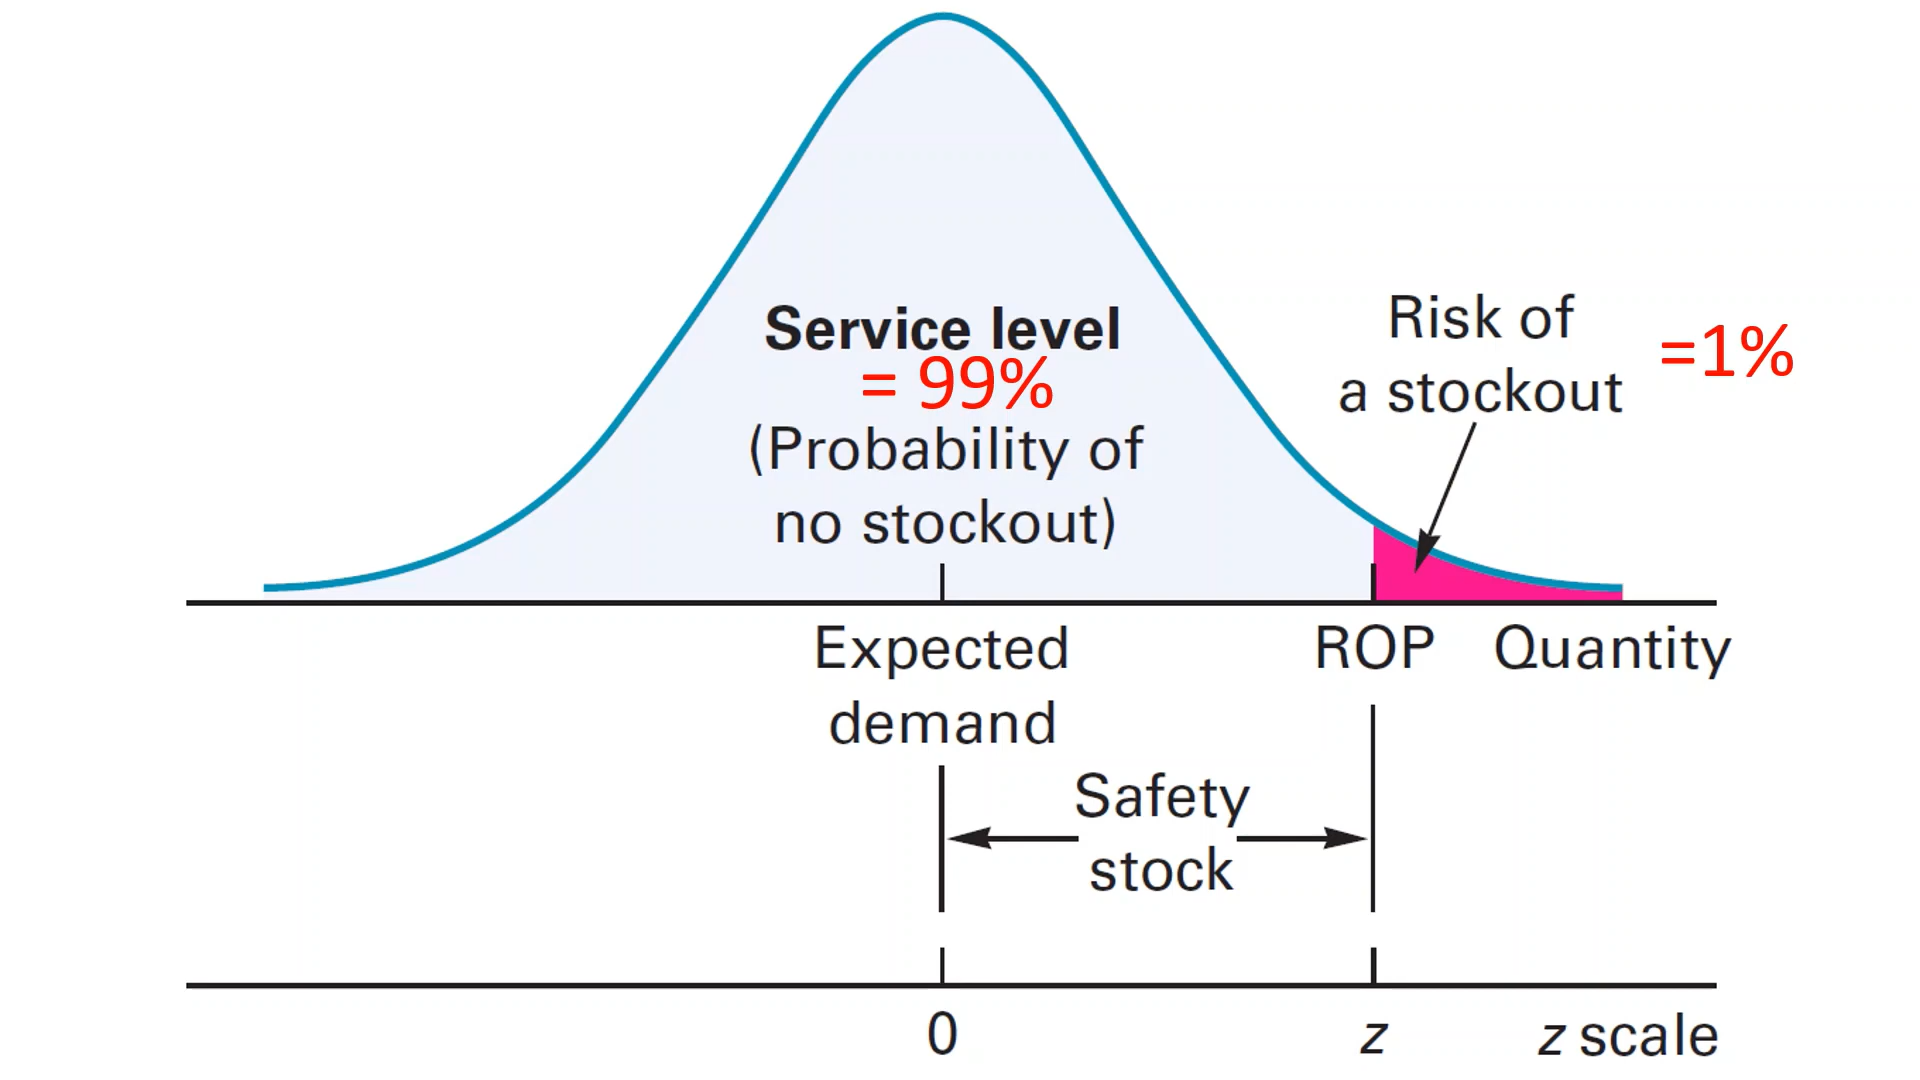 Service level
= 99%
(Probability of
no stockout)
Risk of
a stockout
=1%
Expected
demand
ROP
Quantity
Safety
stock
0
z
z scale